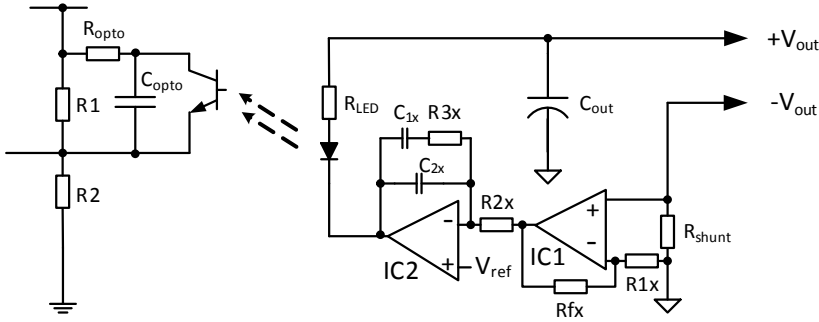 Ropto
+Vout
Copto
R1
RLED
C1x
R3x
Cout
-Vout
C2x
R2
R2x
+
-
-
Rshunt
IC1
IC2
+
Vref
R1x
Rfx